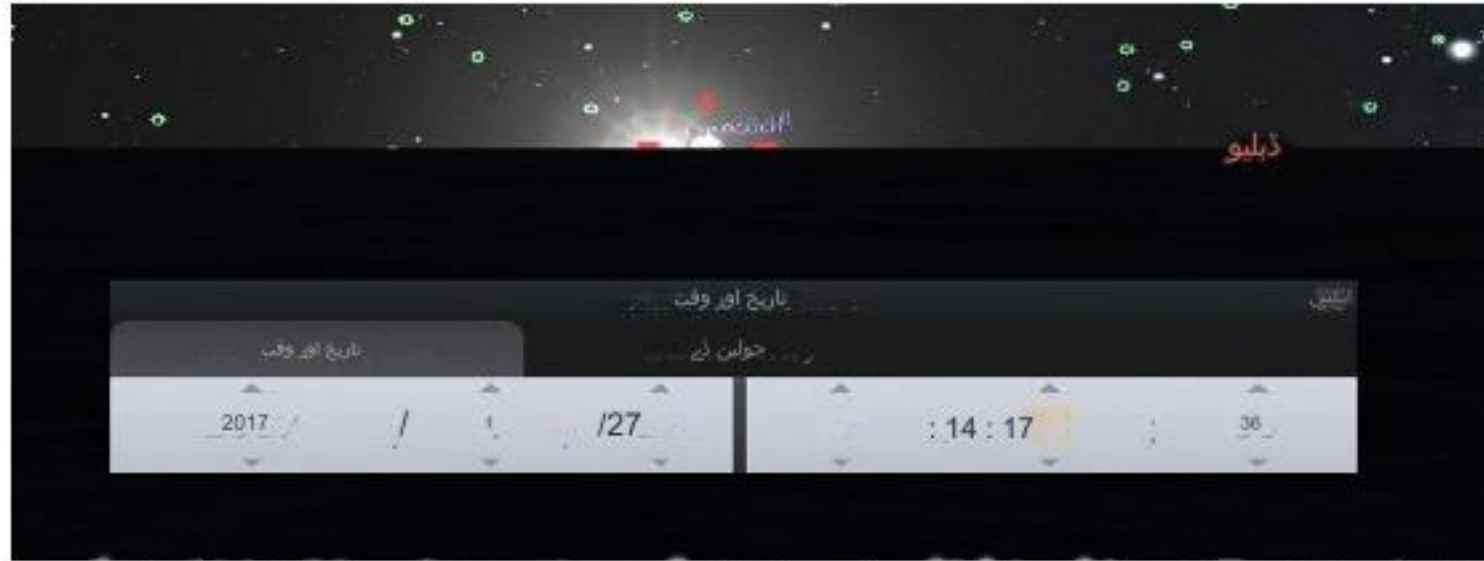 ڈبلیو
تاریخ اور وقت
تاریخ اور وقت جولین ڈے
2017 / 1 /27 : 14 : 17 : 36